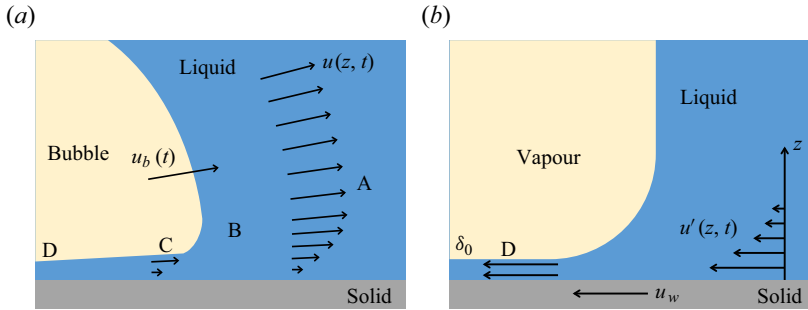 (a)
Liquid
u(z, t)
Bubble
u_b(t)
A
B
C
D
Solid
(b)
Liquid
z
Vapour
u′(z, t)
δ_0
D
u_w
Solid